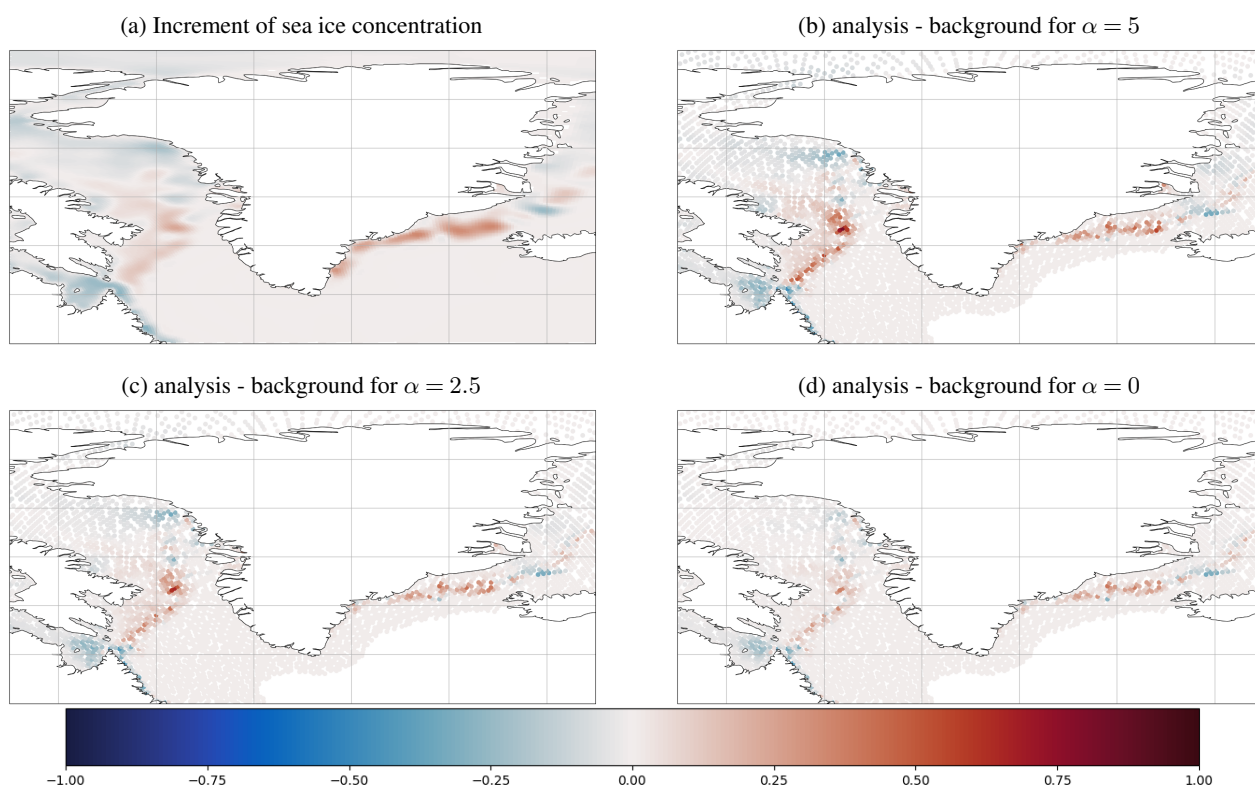 (a) Increment of sea ice concentration
(b) analysis - background for α = 5
(c) analysis - background for α = 2.5
(d) analysis - background for α = 0
−1.00 −0.75 −0.50 −0.25 0.00 0.25 0.50 0.75 1.00